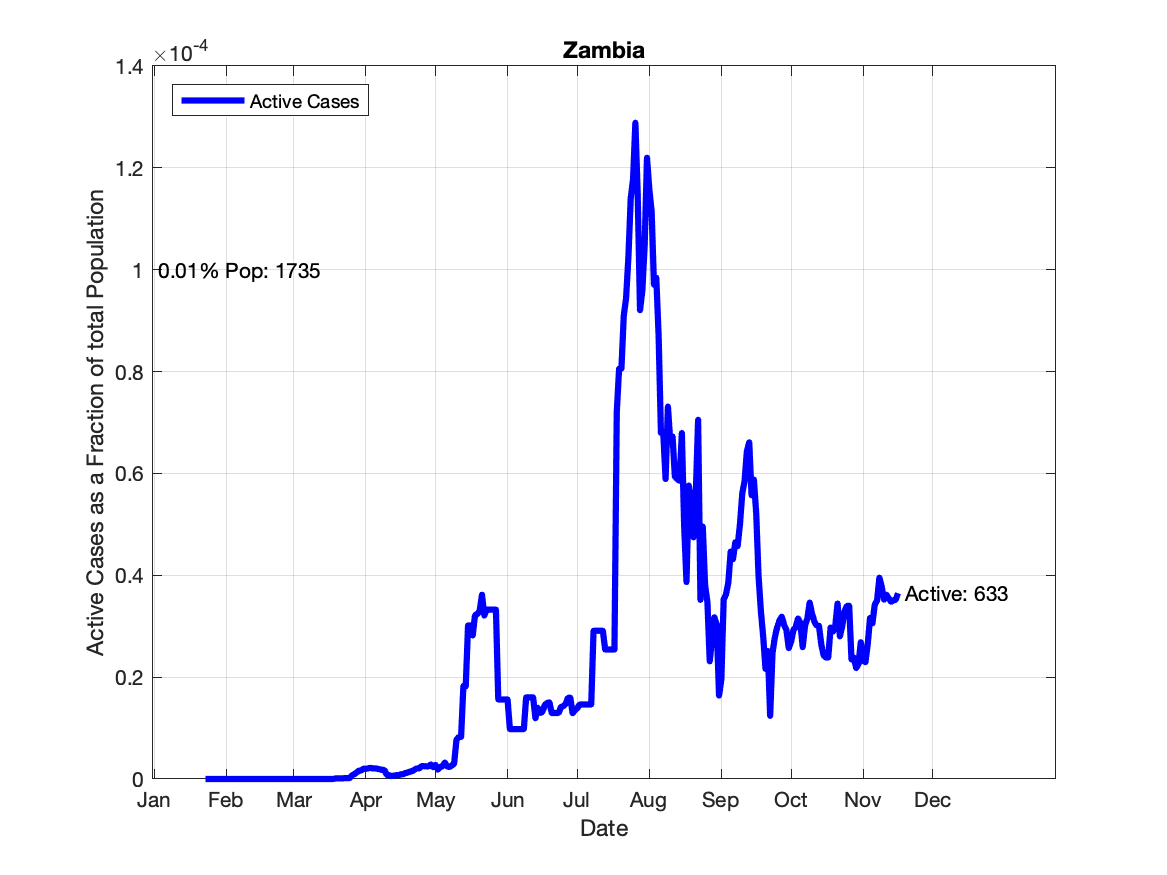 Zambia
×10-4
Active Cases
1.4
1.2
1
0.8
0.6
0.4
0.2
0
0.01% Pop: 1735
Active: 633
Active Cases as a Fraction of total Population
Jan Feb Mar Apr May Jun Jul Aug Sep Oct Nov Dec
Date